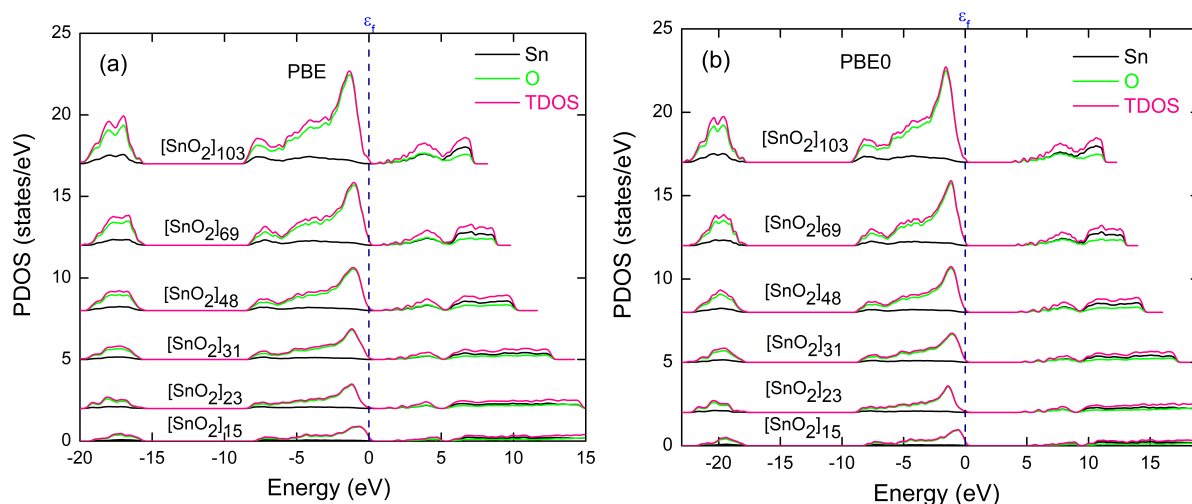 (a)
PBE
ε_f
Sn
O
TDOS
25
20
15
10
5
0
PDOS (states/eV)
[SnO₂]₁₀₃
[SnO₂]₆₉
[SnO₂]₄₈
[SnO₂]₃₁
[SnO₂]₂₃
[SnO₂]₁₅
-20 -15 -10 -5 0 5 10 15
Energy (eV)
(b)
PBE0
ε_f
Sn
O
TDOS
25
20
15
10
5
0
PDOS (states/eV)
[SnO₂]₁₀₃
[SnO₂]₆₉
[SnO₂]₄₈
[SnO₂]₃₁
[SnO₂]₂₃
[SnO₂]₁₅
-20 -15 -10 -5 0 5 10 15
Energy (eV)